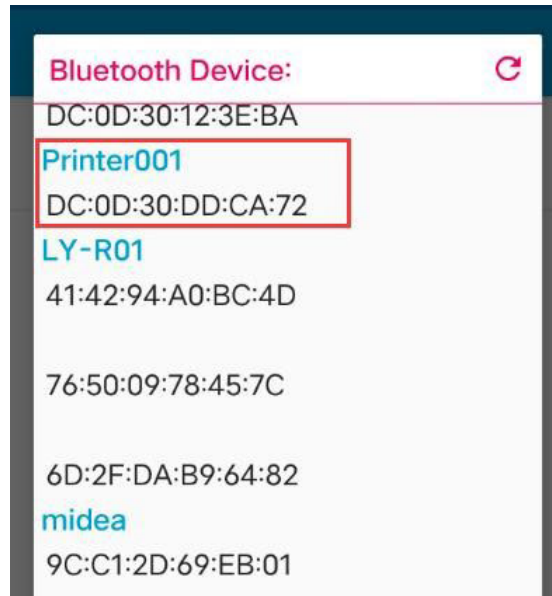 Bluetooth Device:
DC:0D:30:12:3E:BA
Printer001
DC:0D:30:DD:CA:72
LY-R01
41:42:94:A0:BC:4D
76:50:09:78:45:7C
6D:2F:DA:B9:64:82
midea
9C:C1:2D:69:EB:01